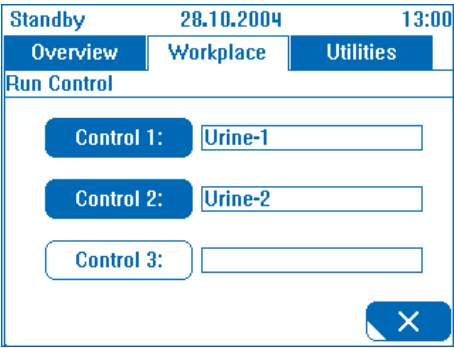 Standby 28.10.2004 13:00
Overview Workplace Utilities
Run Control
Control 1: Urine-1
Control 2: Urine-2
Control 3: